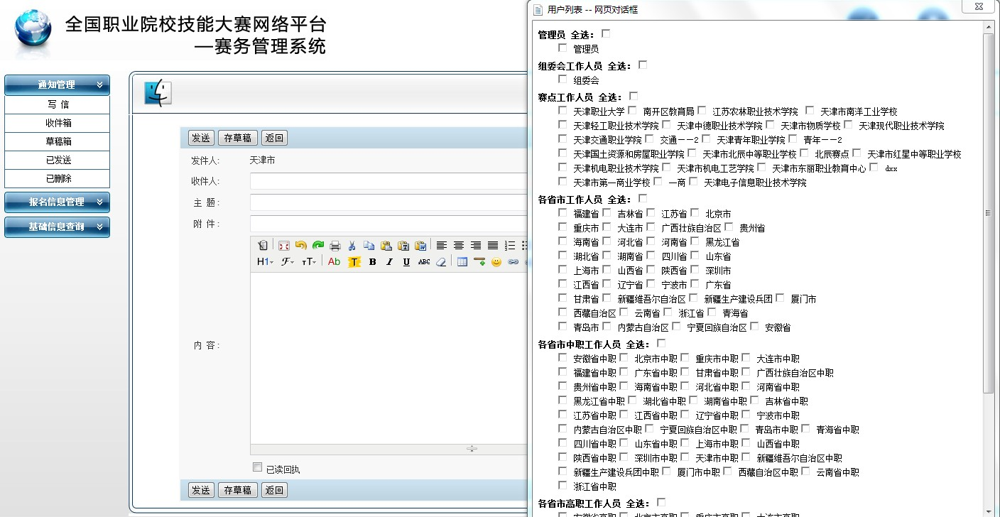 全国职业院校技能大赛网络平台
—赛务管理系统
通知管理
写 信
收件箱
草稿箱
已发送
已删除
报名信息管理
基础信息查询
发送 存草稿 返回
发件人: 天津市
收件人:
主 题:
附 件:
H1 F tT Ab T B I U ABC
内 容:
已读回执
发送 存草稿 返回
用户列表 -- 网页对话框
管理员 全选:
管理员
组委会工作人员 全选:
组委会
赛点工作人员 全选:
天津职业大学 南开区教育局 江苏农林职业技术学院 天津市南洋工业学校
天津轻工职业技术学院 天津中德职业技术学院 天津市物质学校 天津现代职业技术学院
天津交通职业学院 交通——2 天津青年职业学院 青年——2
天津国土资源和房屋职业学院 天津市北辰中等职业学校 北辰赛点 天津市红星中等职业学校
天津机电职业技术学院 天津市机电工艺学院 天津市东丽职业教育中心 dxx
天津市第一商业学校 一商 天津电子信息职业技术学院
各省市工作人员 全选:
福建省 吉林省 江苏省 北京市
重庆市 大连市 广西壮族自治区 贵州省
海南省 河北省 河南省 黑龙江省
湖北省 湖南省 四川省 山东省
上海市 山西省 陕西省 深圳市
江西省 辽宁省 宁波市 广东省
甘肃省 新疆维吾尔自治区 新疆生产建设兵团 厦门市
西藏自治区 云南省 浙江省 青海省
青岛市 内蒙古自治区 宁夏回族自治区 安徽省
各省市中职工作人员 全选:
安徽省中职 北京市中职 重庆市中职 大连市中职
福建省中职 广东省中职 甘肃省中职 广西壮族自治区中职
贵州省中职 海南省中职 河北省中职 河南省中职
黑龙江省中职 湖北省中职 湖南省中职 吉林省中职
江苏省中职 江西省中职 辽宁省中职 宁波市中职
内蒙古自治区中职 宁夏回族自治区中职 青岛市中职 青海省中职
四川省中职 山东省中职 上海市中职 山西省中职
陕西省中职 深圳市中职 天津市中职 新疆维吾尔自治区中职
新疆生产建设兵团中职 厦门市中职 西藏自治区中职 云南省中职
浙江省中职
各省市高职工作人员 全选:
安徽省高职 北京市高职 重庆市高职 大连市高职